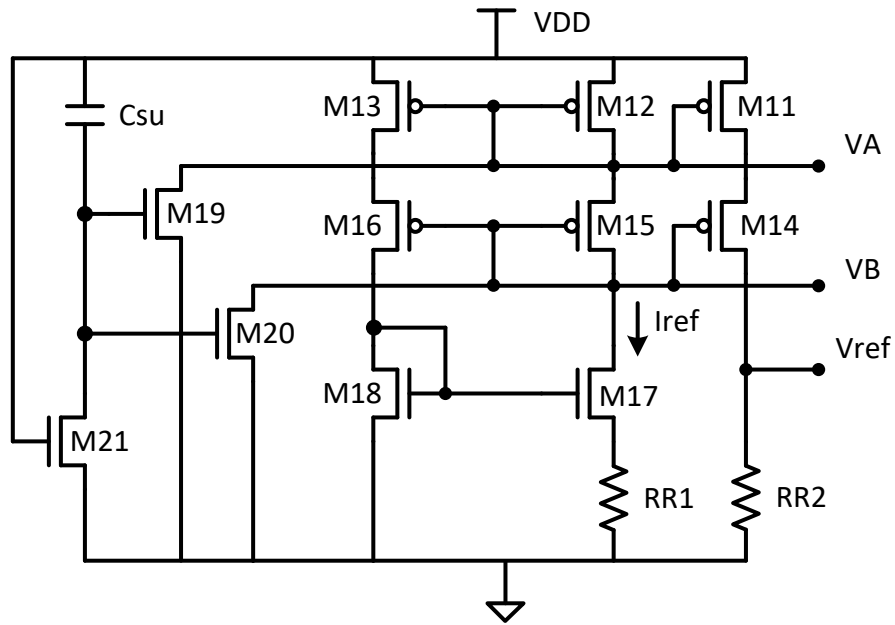 VDD
M13
M12
M11
Csu
VA
M19
M16
M15
M14
VB
M20
Iref
Vref
M18
M17
M21
RR1
RR2